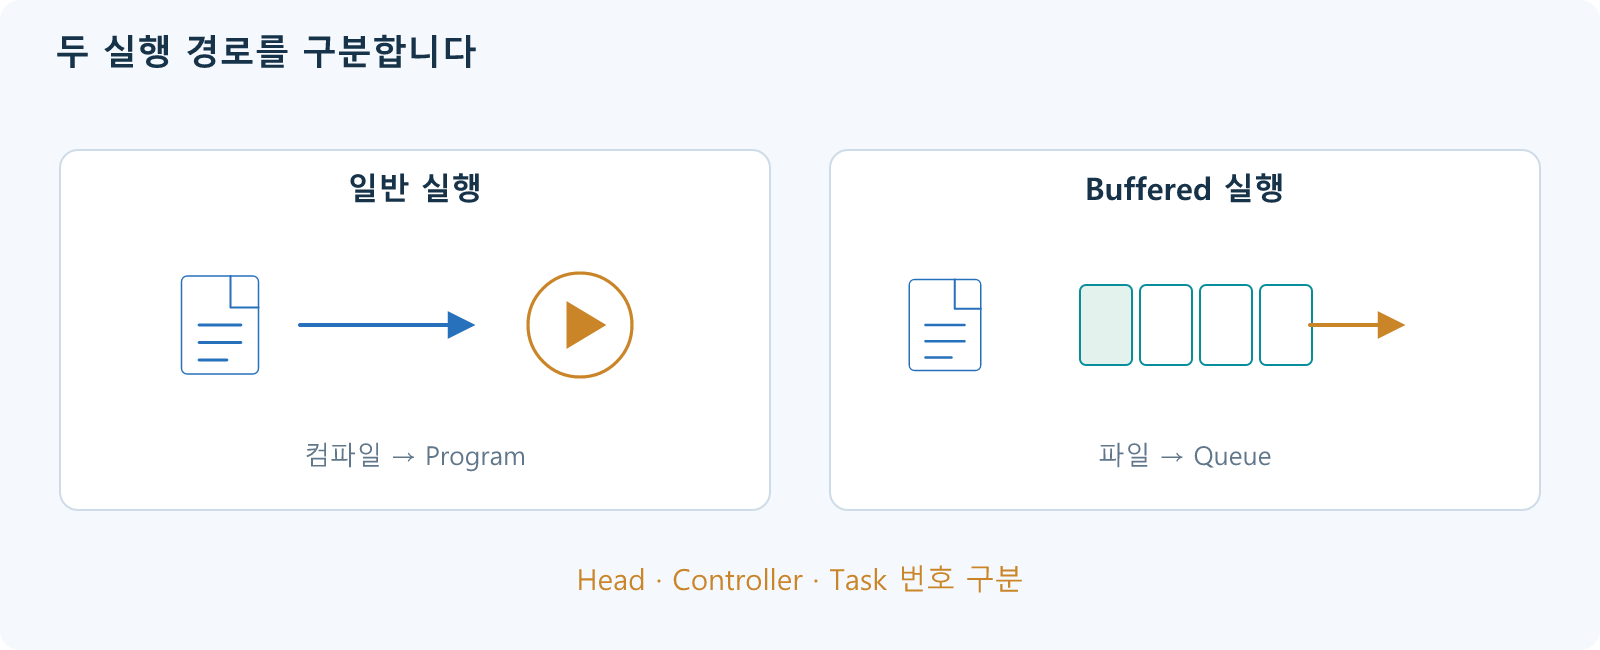 두 실행 경로를 구분합니다
일반 실행
컴파일 → Program
Buffered 실행
파일 → Queue
Head · Controller · Task 번호 구분